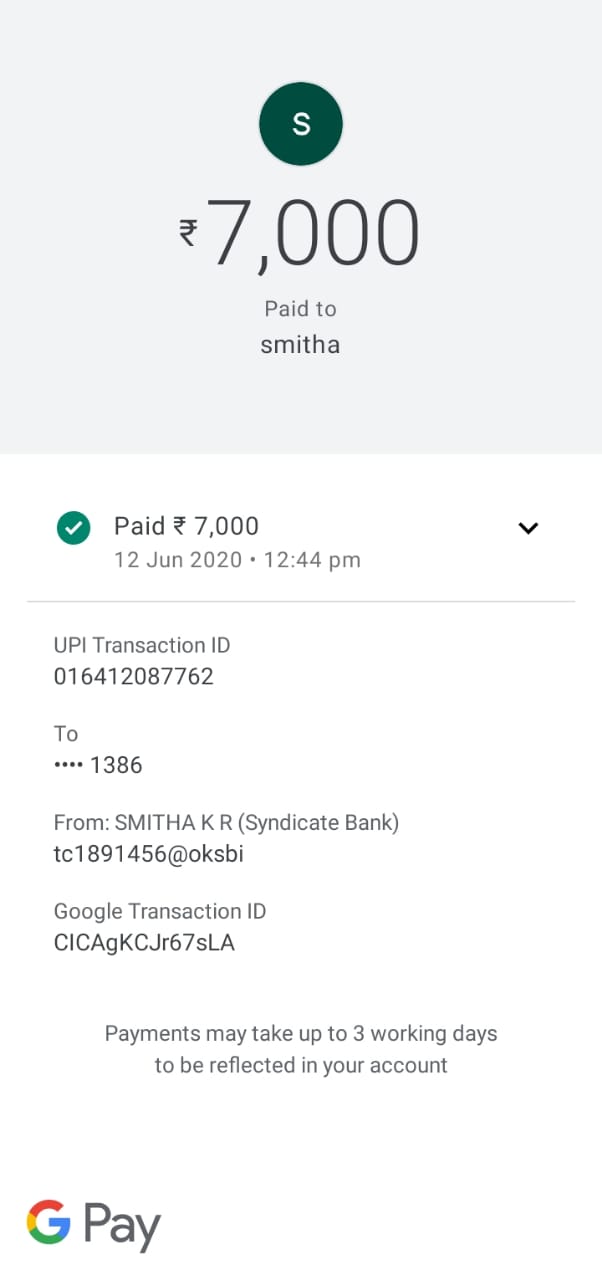 S
₹7,000
Paid to
smitha
Paid ₹ 7,000
12 Jun 2020 • 12:44 pm
UPI Transaction ID
016412087762
To
•••• 1386
From: SMITHA K R (Syndicate Bank)
tc1891456@oksbi
Google Transaction ID
CICAgKCJr67sLA
Payments may take up to 3 working days
to be reflected in your account
G Pay